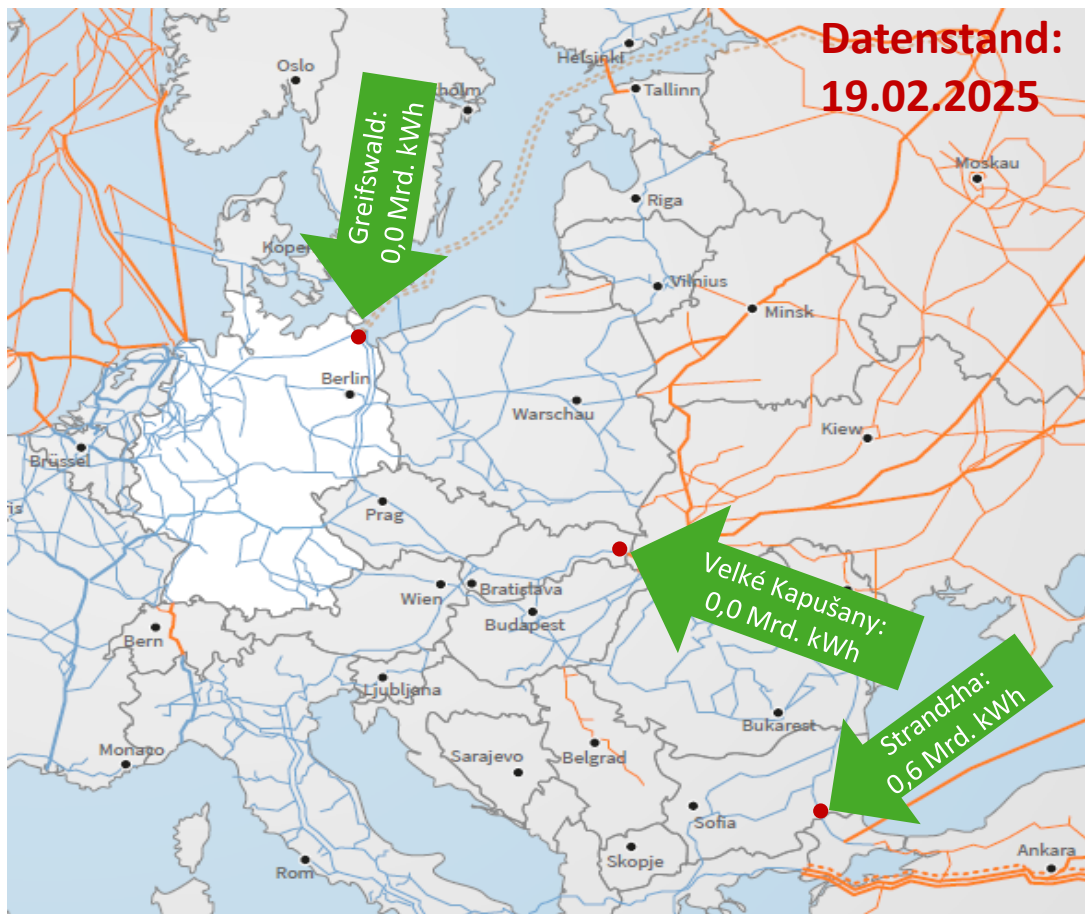 Datenstand:
19.02.2025
Helsinki
Oslo
holm
Tallinn
Greifswald:
0,0 Mrd. kWh
Moskau
Riga
Kopen
Vilnius
Minsk
Berlin
Warschau
Kiew
Brüssel
ris
Prag
Velké Kapušany:
0,0 Mrd. kWh
Wien
Bratislava
Budapest
Bern
Strandzha:
0,6 Mrd. kWh
Ljubljana
Bukarest
Monaco
Sarajevo
Belgrad
Sofia
Skopje
Rom
Ankara